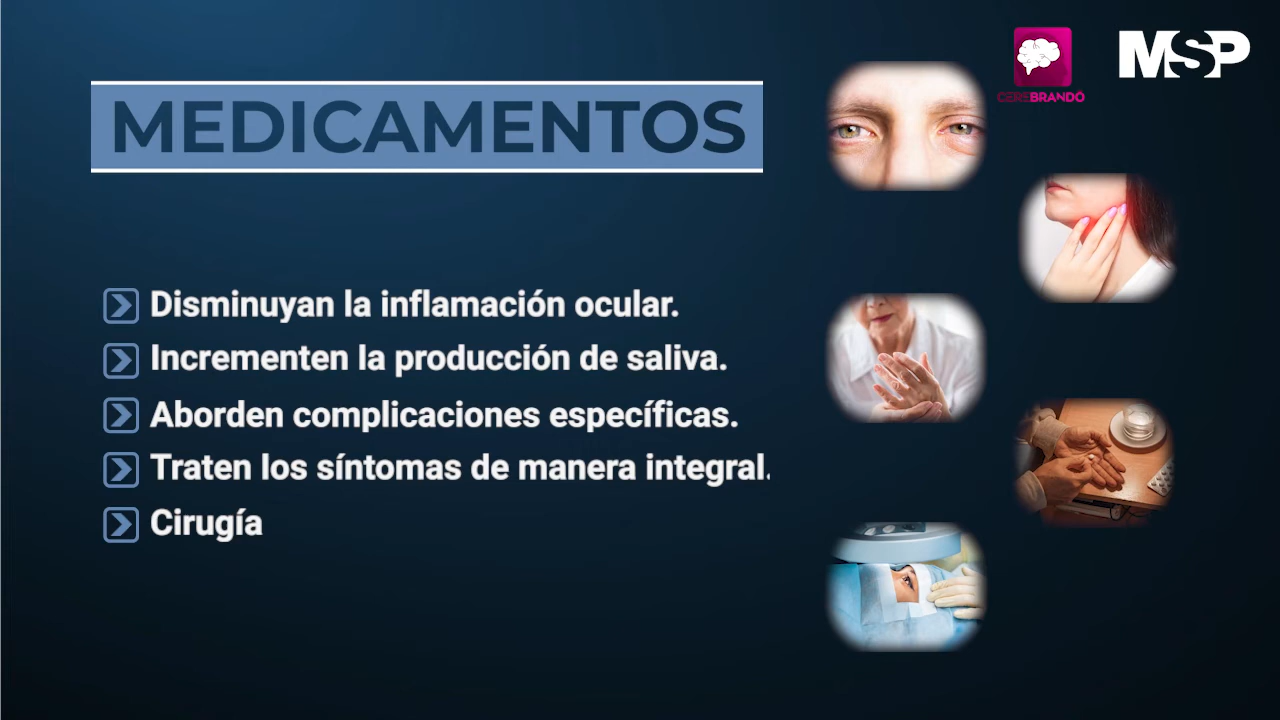 MEDICAMENTOS
CEREBRANDO
MSP
Disminuyan la inflamación ocular.
Incrementen la producción de saliva.
Aborden complicaciones específicas.
Traten los síntomas de manera integral.
Cirugía